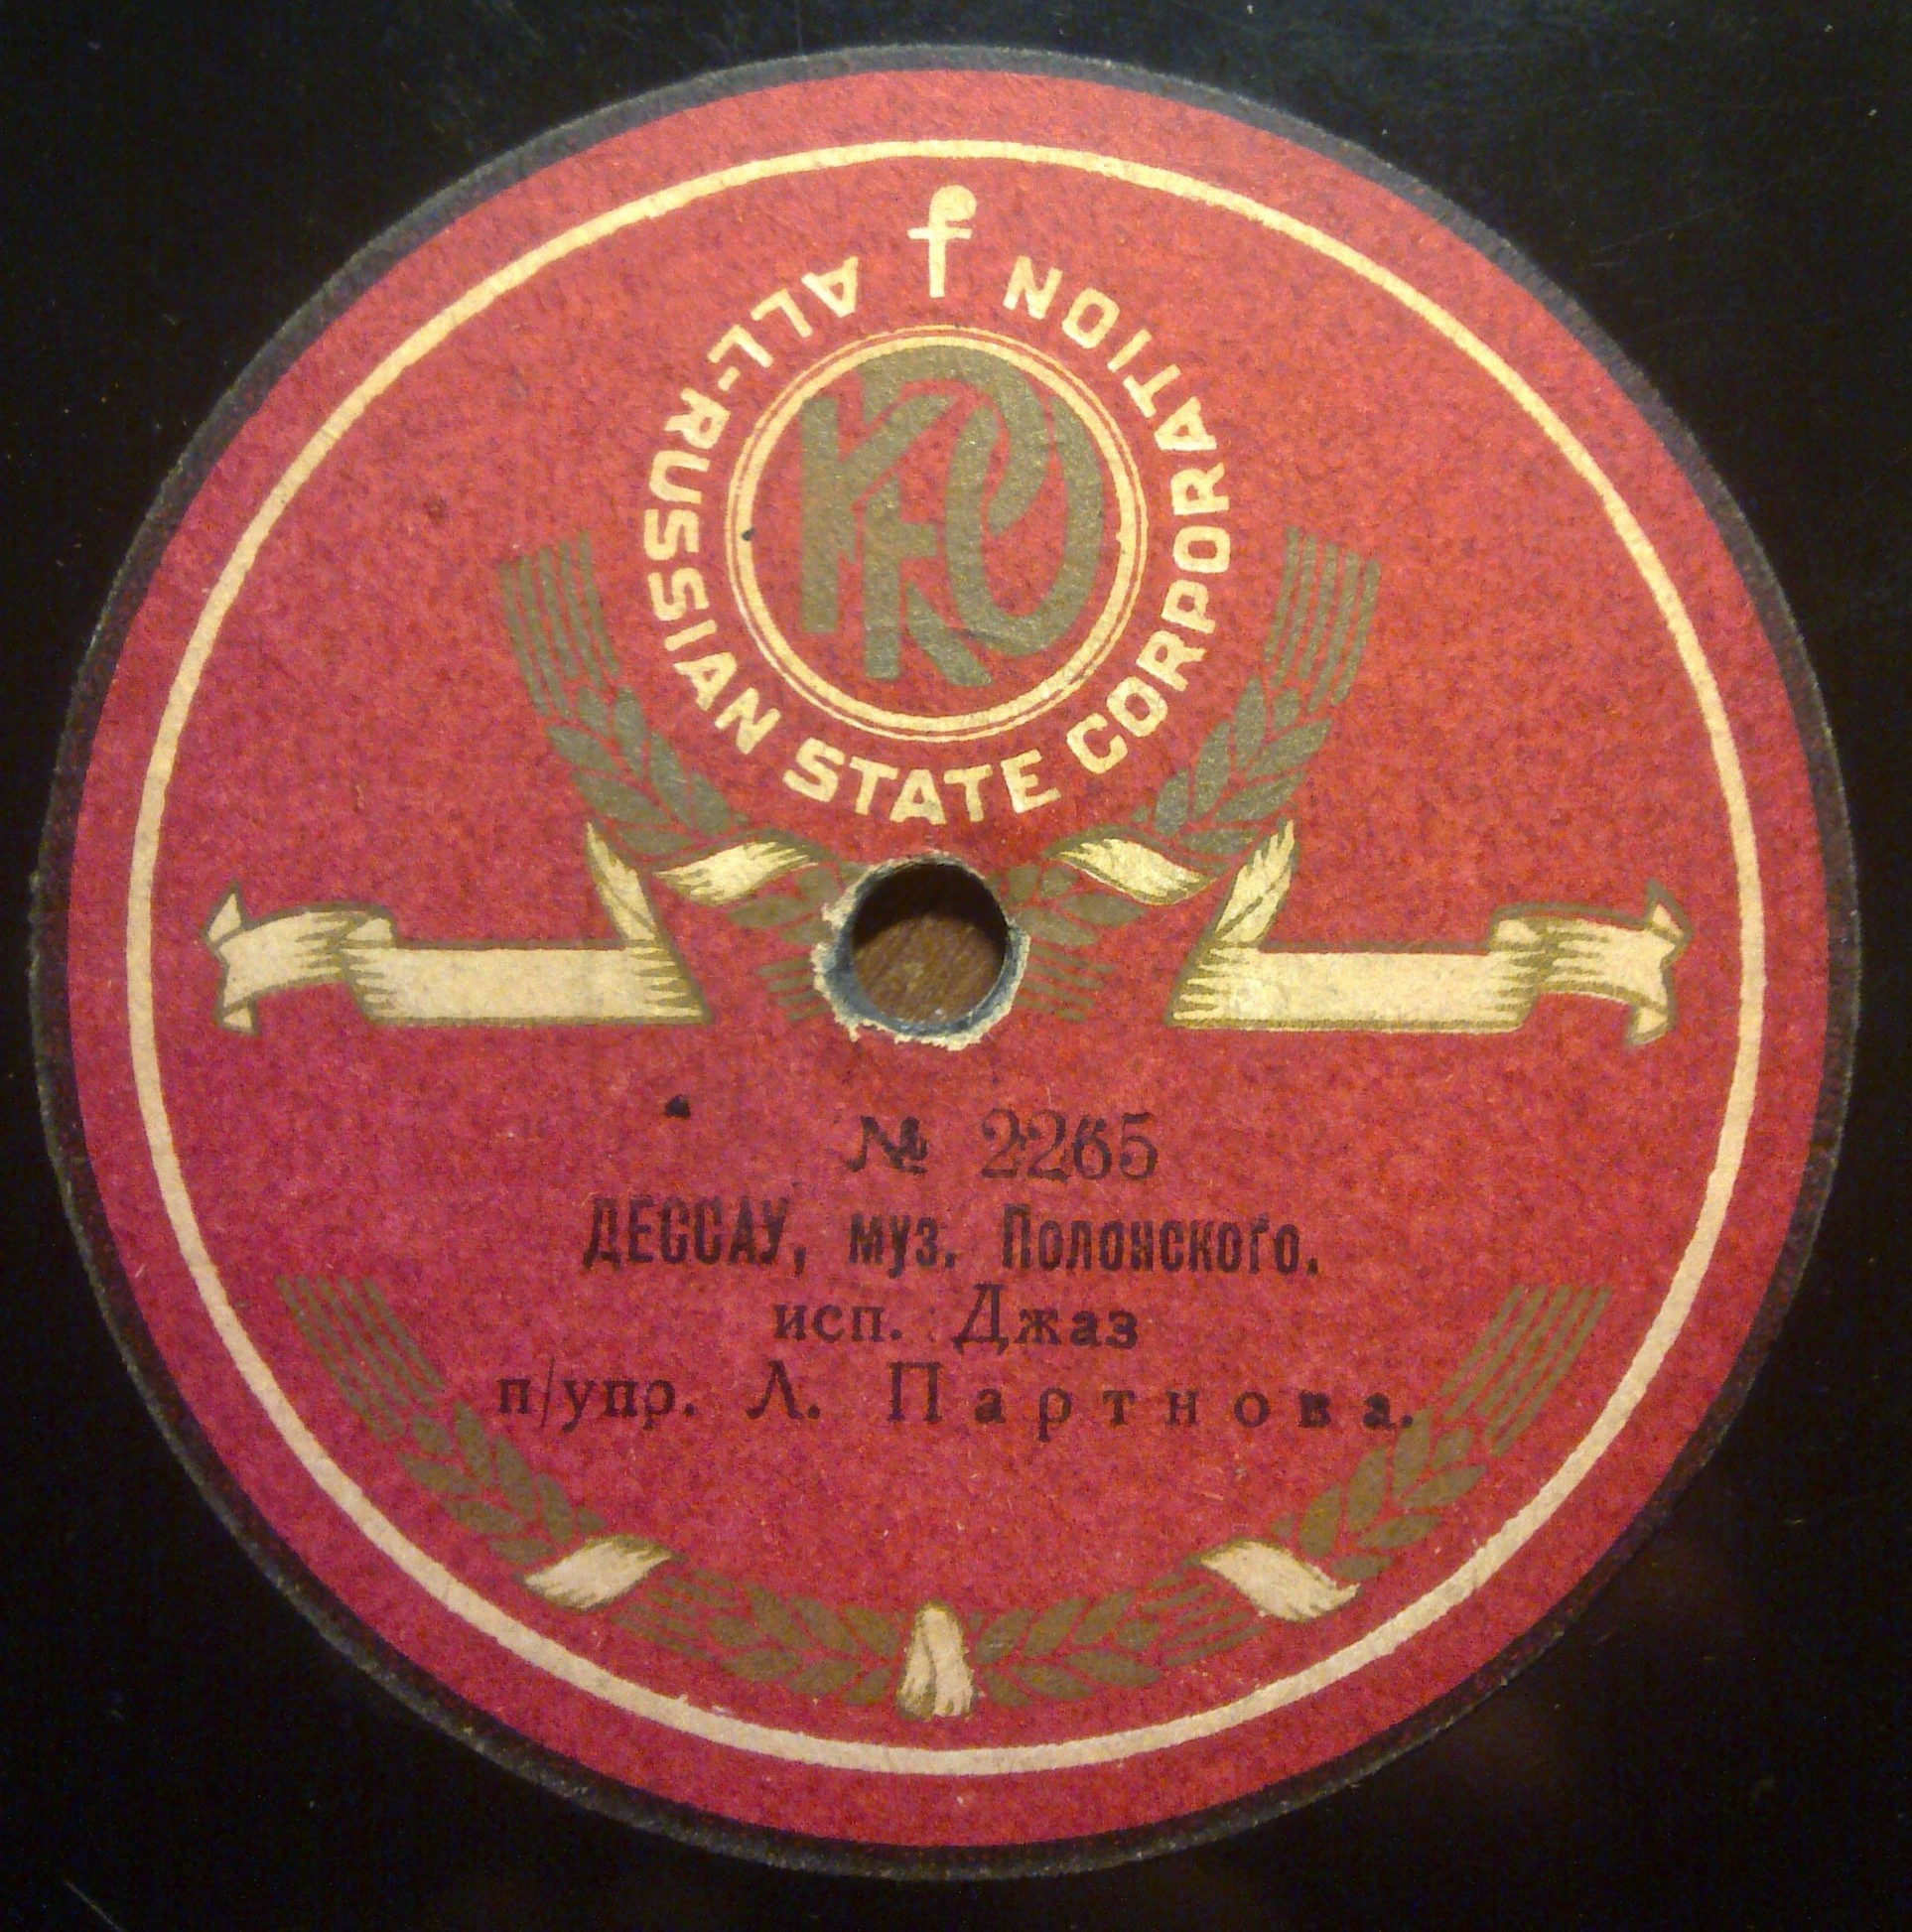 f
ALL-RUSSIAN STATE CORPORATION
№ 2265
ДЕССАУ, муз. Полонского.
исп. Джаз
п/упр. Л. Партнова.